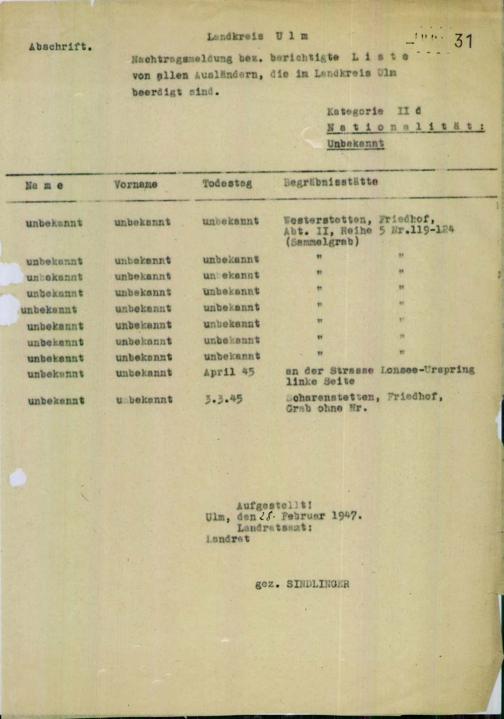 Abschrift.
Landkreis U l m
31
Nachtragsmeldung bez. berichtigte L i s t e
von allen Ausländern, die im Landkreis Ulm
beerdigt sind.
Kategorie II d
N a t i o n a l i t ä t :
Unbekannt
N a m e Vorname Todestag Begräbnisstätte
unbekannt unbekannt unbekannt Westerstetten, Friedhof,
Abt. II, Reihe 5 Nr.119-124
(Sammelgrab)
unbekannt unbekannt unbekannt " "
unbekannt unbekannt unbekannt " "
unbekannt unbekannt unbekannt " "
unbekannt unbekannt unbekannt " "
unbekannt unbekannt unbekannt " "
unbekannt unbekannt unbekannt " "
unbekannt unbekannt unbekannt " "
unbekannt unbekannt April 45 an der Strasse Lonsee-Urspring
linke Seite
unbekannt unbekannt 3.3.45 Scharenstetten, Friedhof,
Grab ohne Nr.
Aufgestellt:
Ulm, den 28. Februar 1947.
Landratsamt:
Landrat
gez. SINDLINGER